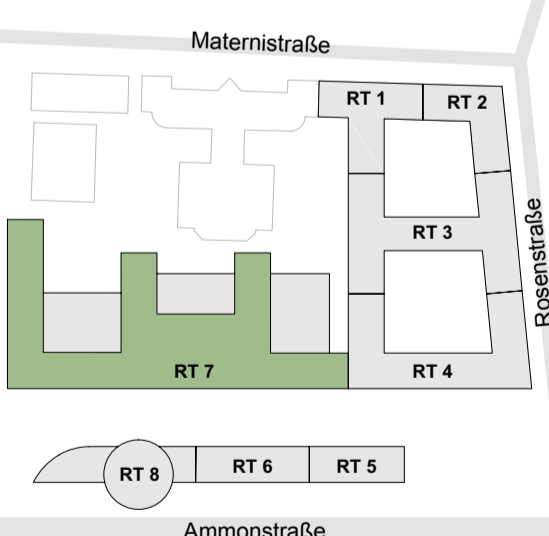 Maternistraße
RT 1
RT 2
RT 3
Rosenstraße
RT 7
RT 4
RT 8
RT 6
RT 5
Ammonstraße